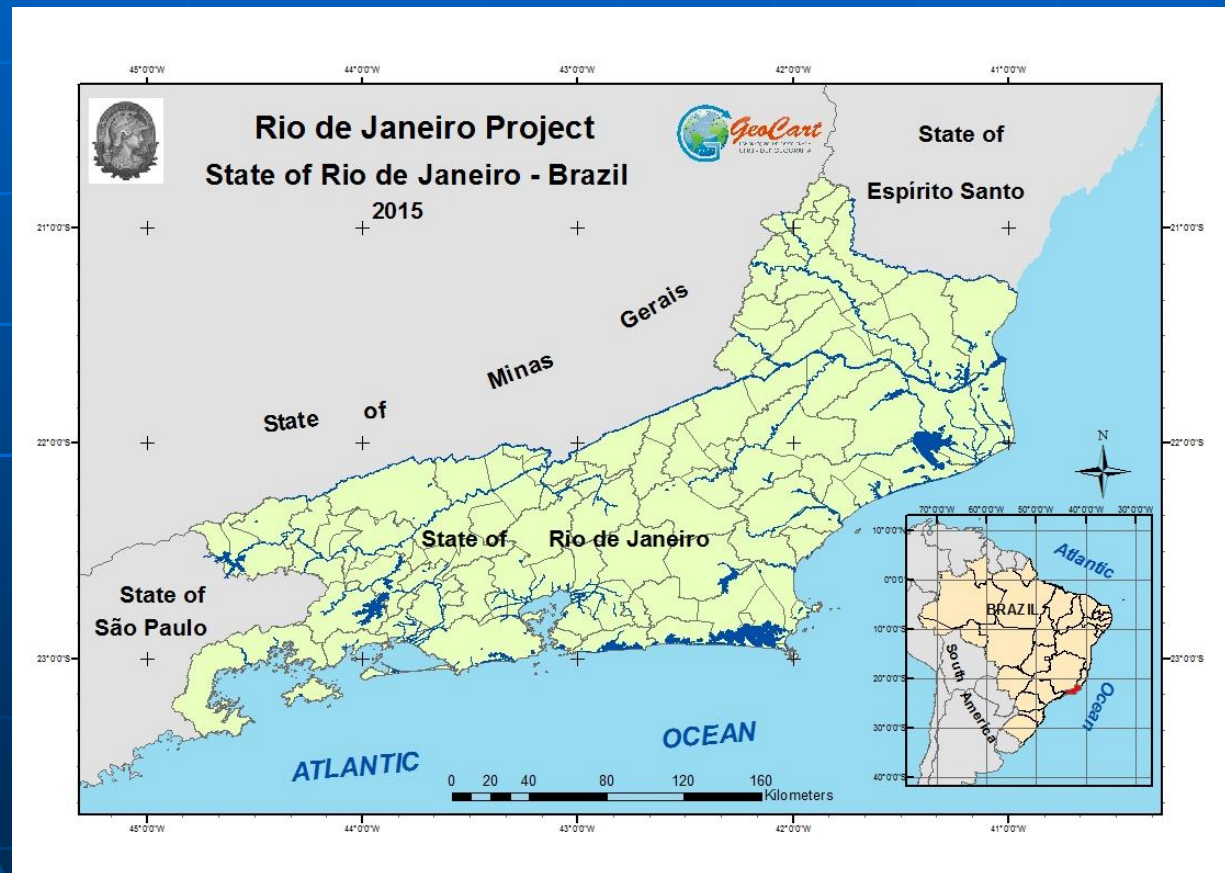 45°0'0"W 44°0'0"W 43°0'0"W 42°0'0"W 41°0'0"W
Rio de Janeiro Project
State of Rio de Janeiro - Brazil
2015
GeoCart
State of
Espírito Santo
21°0'0"S 21°0'0"S
State of Minas Gerais
22°0'0"S 22°0'0"S
N
State of Rio de Janeiro
State of
São Paulo
23°0'0"S 23°0'0"S
ATLANTIC OCEAN
0 20 40 80 120 160
Kilometers
70°0'0"W 60°0'0"W 50°0'0"W 40°0'0"W 30°0'0"W
10°0'0"
0°0'0
10°0'0"
20°0'0"
30°0'0"
40°0'0"S
Atlantic
Ocean
BRAZIL
South America
45°0'0"W 44°0'0"W 43°0'0"W 42°0'0"W 41°0'0"W